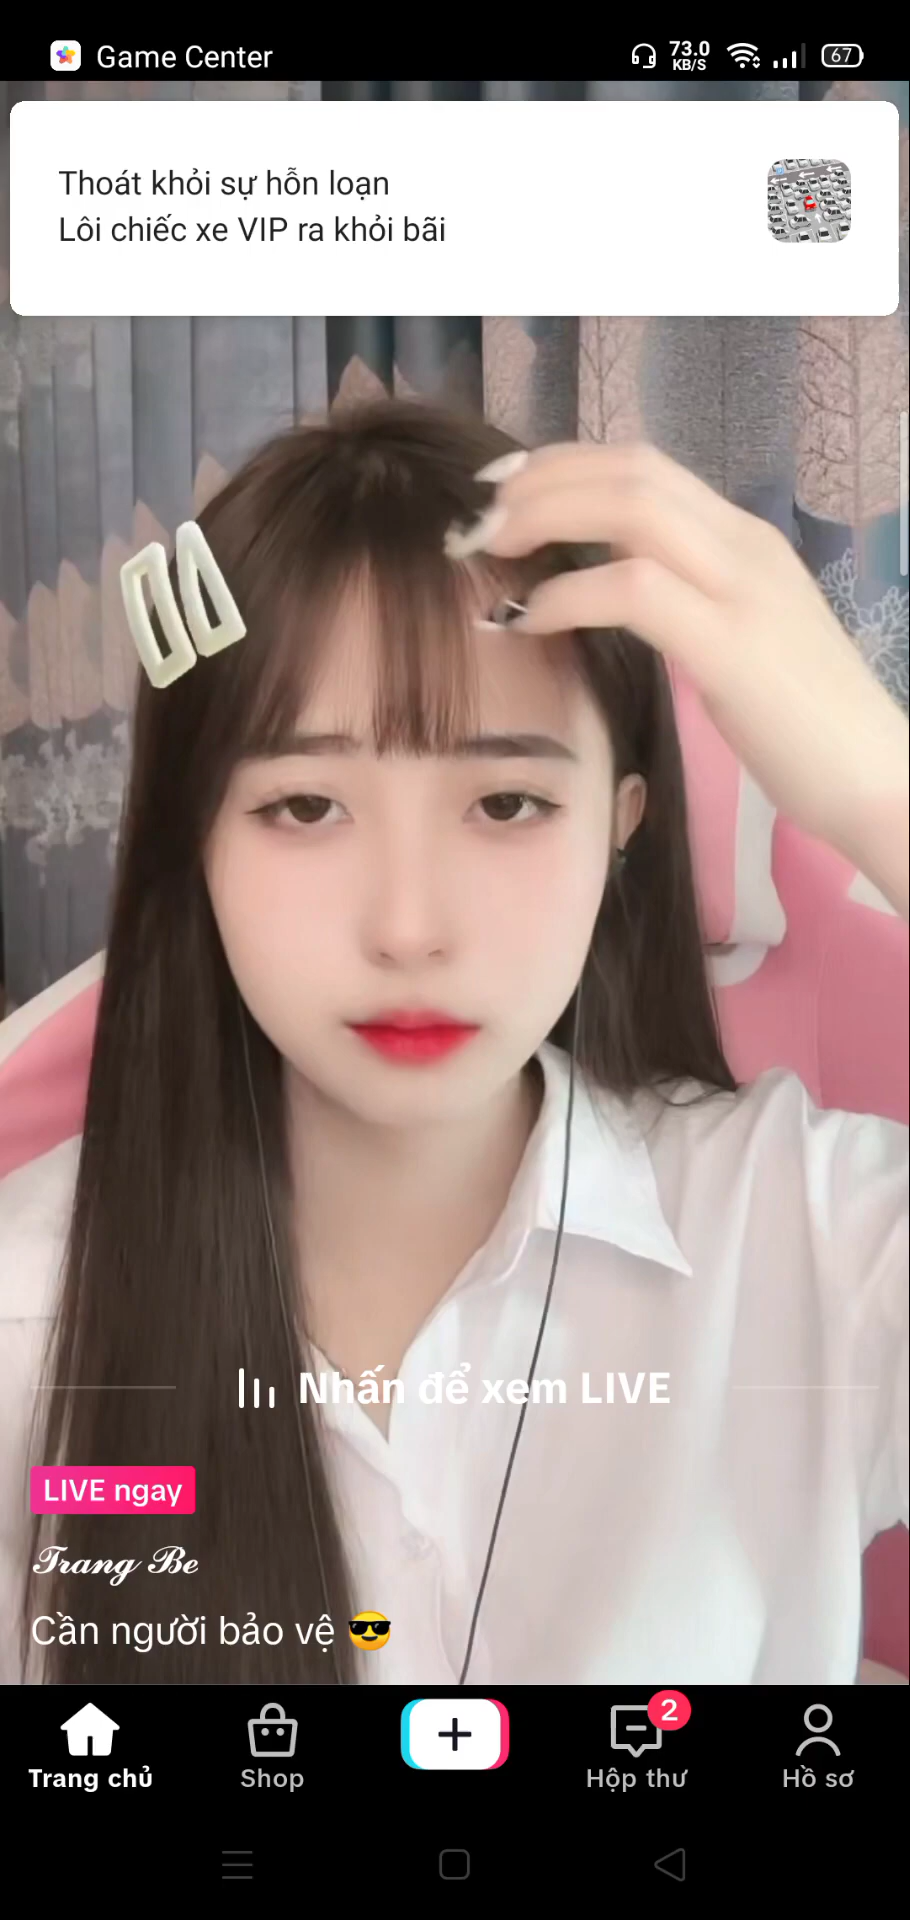 Game Center
73.0
KB/S
67
Thoát khỏi sự hỗn loạn
Lôi chiếc xe VIP ra khỏi bãi
Nhấn để xem LIVE
LIVE ngay
𝒯𝓇𝒶𝓃𝑔 ℬ𝑒
Cần người bảo vệ 😎
2
Trang chủ
Shop
Hộp thư
Hồ sơ